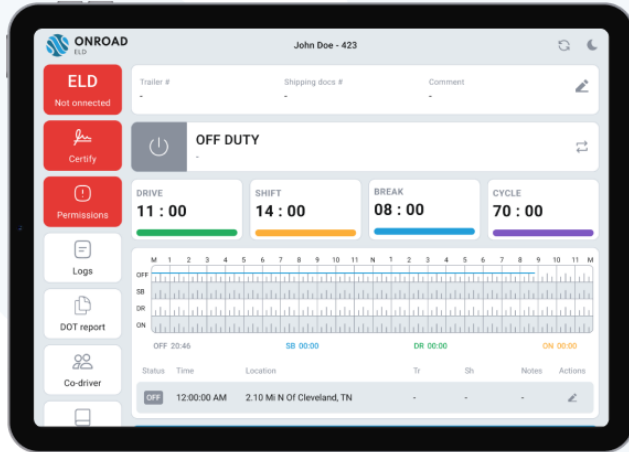 ONROAD
ELD
John Doe - 423
ELD
Not onnected
Certify
Permissions
Logs
DOT report
Co-driver
Trailer #
-
Shipping docs #
-
Comment
-
OFF DUTY
-
DRIVE
11 : 00
SHIFT
14 : 00
BREAK
08 : 00
CYCLE
70 : 00
M 1 2 3 4 5 6 7 8 9 10 11 N 1 2 3 4 5 6 7 8 9 10 11 M
OFF
SB
DR
ON
OFF 20:46 SB 00:00 DR 00:00 ON 00:00
Status Time Location Tr Sh Notes Actions
OFF 12:00:00 AM 2.10 Mi N Of Cleveland, TN - - -